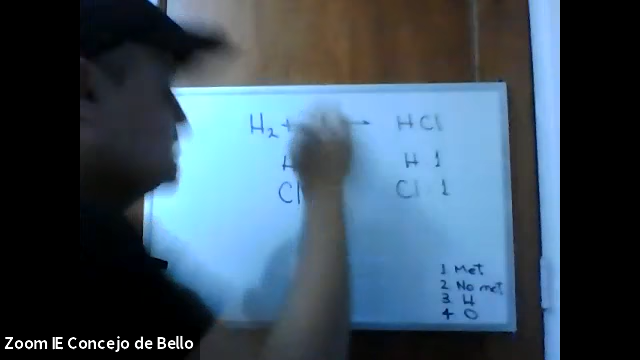 H₂ + → HCl
H H 1
Cl Cl 1
1 Met
2 No met
3 H
4 O
Zoom IE Concejo de Bello